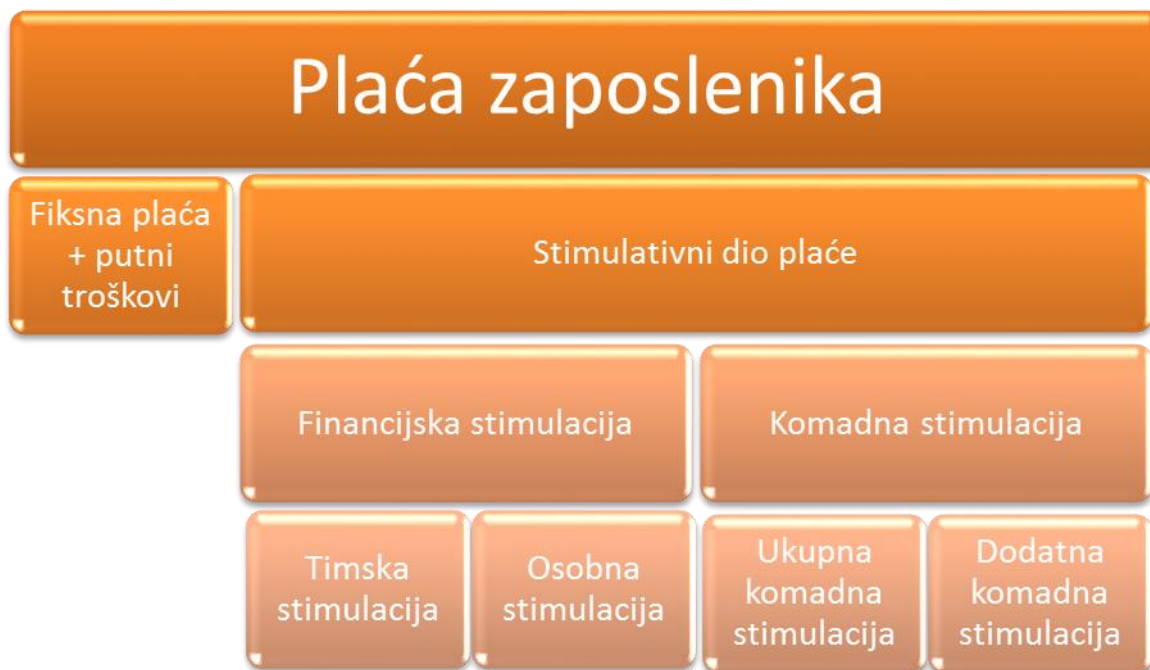 Plaća zaposlenika
Fiksna plaća
+ putni
troškovi
Stimulativni dio plaće
Financijska stimulacija
Komadna stimulacija
Timska
stimulacija
Osobna
stimulacija
Ukupna
komadna
stimulacija
Dodatna
komadna
stimulacija